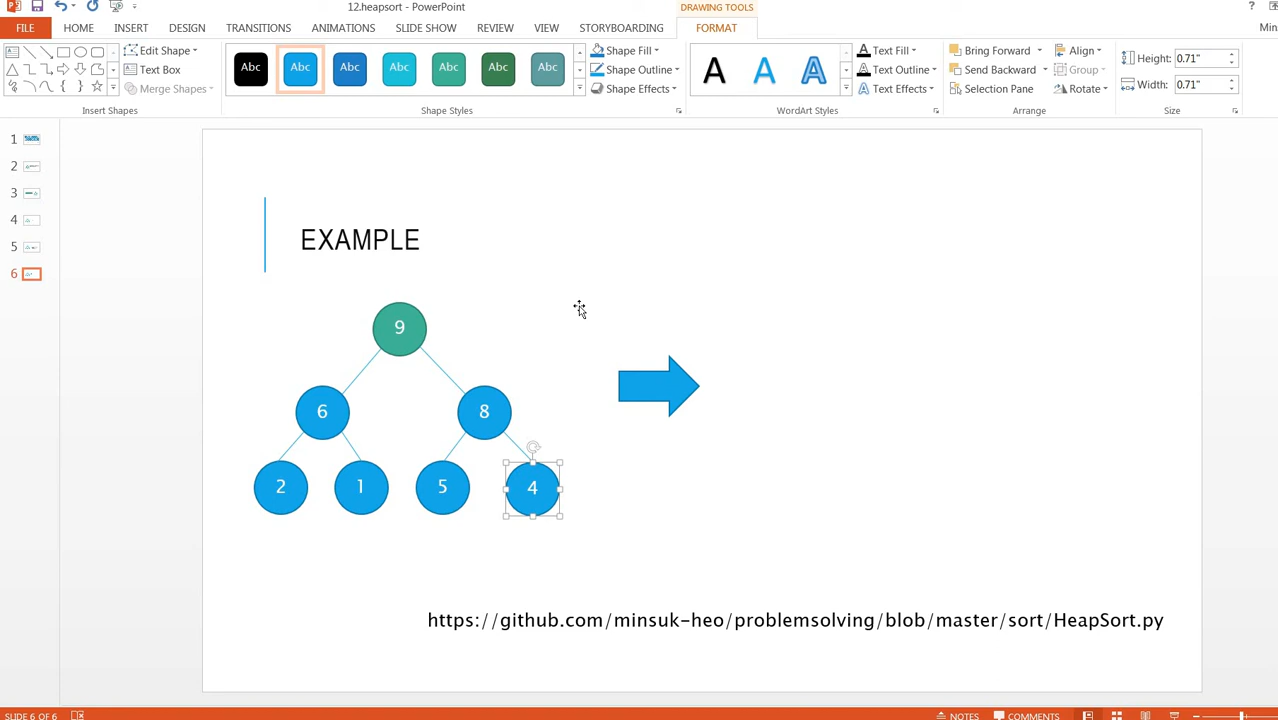 12.heapsort - PowerPoint
DRAWING TOOLS
?
FILE HOME INSERT DESIGN TRANSITIONS ANIMATIONS SLIDE SHOW REVIEW VIEW STORYBOARDING FORMAT
Edit Shape
Text Box
Merge Shapes
Insert Shapes
Abc Abc Abc Abc Abc Abc Abc
Shape Styles
Shape Fill
Shape Outline
Shape Effects
A A A
WordArt Styles
Text Fill
Text Outline
Text Effects
Bring Forward
Send Backward
Selection Pane
Align
Group
Rotate
Arrange
Height: 0.71"
Width: 0.71"
Size
1
2
3
4
5
6
EXAMPLE
9
6 8
2 1 5 4
https://github.com/minsuk-heo/problemsolving/blob/master/sort/HeapSort.py
SLIDE 6 OF 6
NOTES COMMENTS